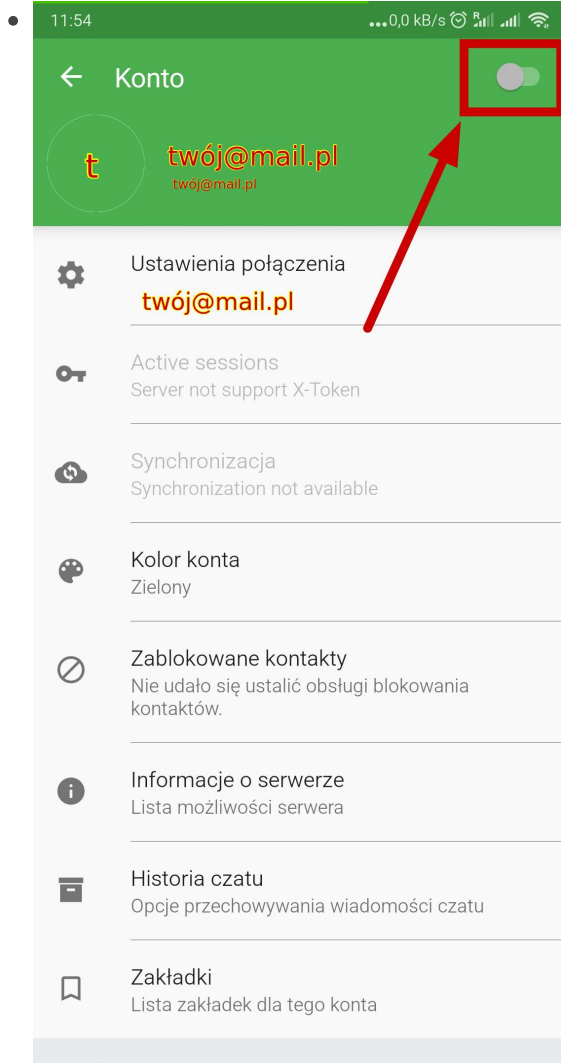 11:54
...0,0 kB/s R
Konto
t
twój@mail.pl
twój@mail.pl
Ustawienia połączenia
twój@mail.pl
Active sessions
Server not support X-Token
Synchronizacja
Synchronization not available
Kolor konta
Zielony
Zablokowane kontakty
Nie udało się ustalić obsługi blokowania
kontaktów.
Informacje o serwerze
Lista możliwości serwera
Historia czatu
Opcje przechowywania wiadomości czatu
Zakładki
Lista zakładek dla tego konta